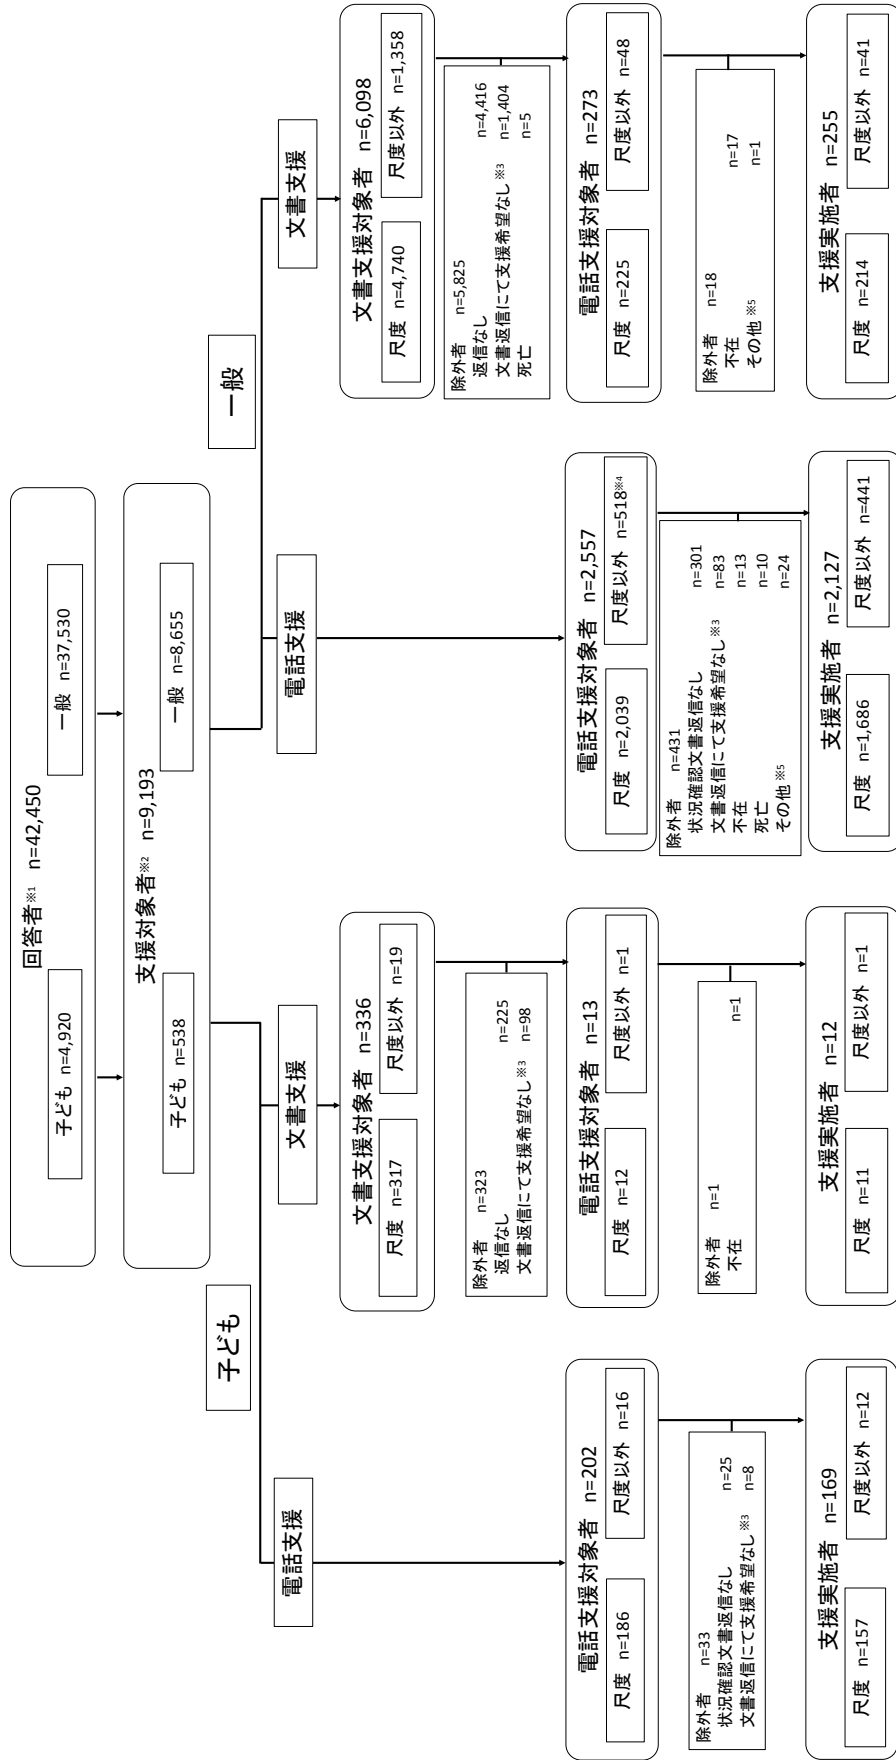 回答者※1 n=42,450
子ども n=4,920
一般 n=37,530
支援対象者※2 n=9,193
子ども n=538
一般 n=8,655
子ども
一般
電話支援
文書支援
電話支援
文書支援
文書支援対象者 n=336
尺度 n=317
尺度以外 n=19
文書支援対象者 n=6,098
尺度 n=4,740
尺度以外 n=1,358
除外者 n=323
返信なし n=225
文書返信にて支援希望なし※3 n=98
除外者 n=5,825
返信なし n=4,416
文書返信にて支援希望なし※3 n=1,404
死亡 n=5
電話支援対象者 n=202
尺度 n=186
尺度以外 n=16
電話支援対象者 n=13
尺度 n=12
尺度以外 n=1
電話支援対象者 n=2,557
尺度 n=2,039
尺度以外 n=518※4
電話支援対象者 n=273
尺度 n=225
尺度以外 n=48
除外者 n=33
状況確認文書返信なし n=25
文書返信にて支援希望なし※3 n=8
除外者 n=1
不在 n=1
除外者 n=431
状況確認文書返信なし n=301
文書返信にて支援希望なし※3 n=83
不在 n=13
死亡 n=10
その他※5 n=24
除外者 n=18
不在 n=17
その他※5 n=1
支援実施者 n=169
尺度 n=157
尺度以外 n=12
支援実施者 n=12
尺度 n=11
尺度以外 n=1
支援実施者 n=2,127
尺度 n=1,686
尺度以外 n=441
支援実施者 n=255
尺度 n=214
尺度以外 n=41